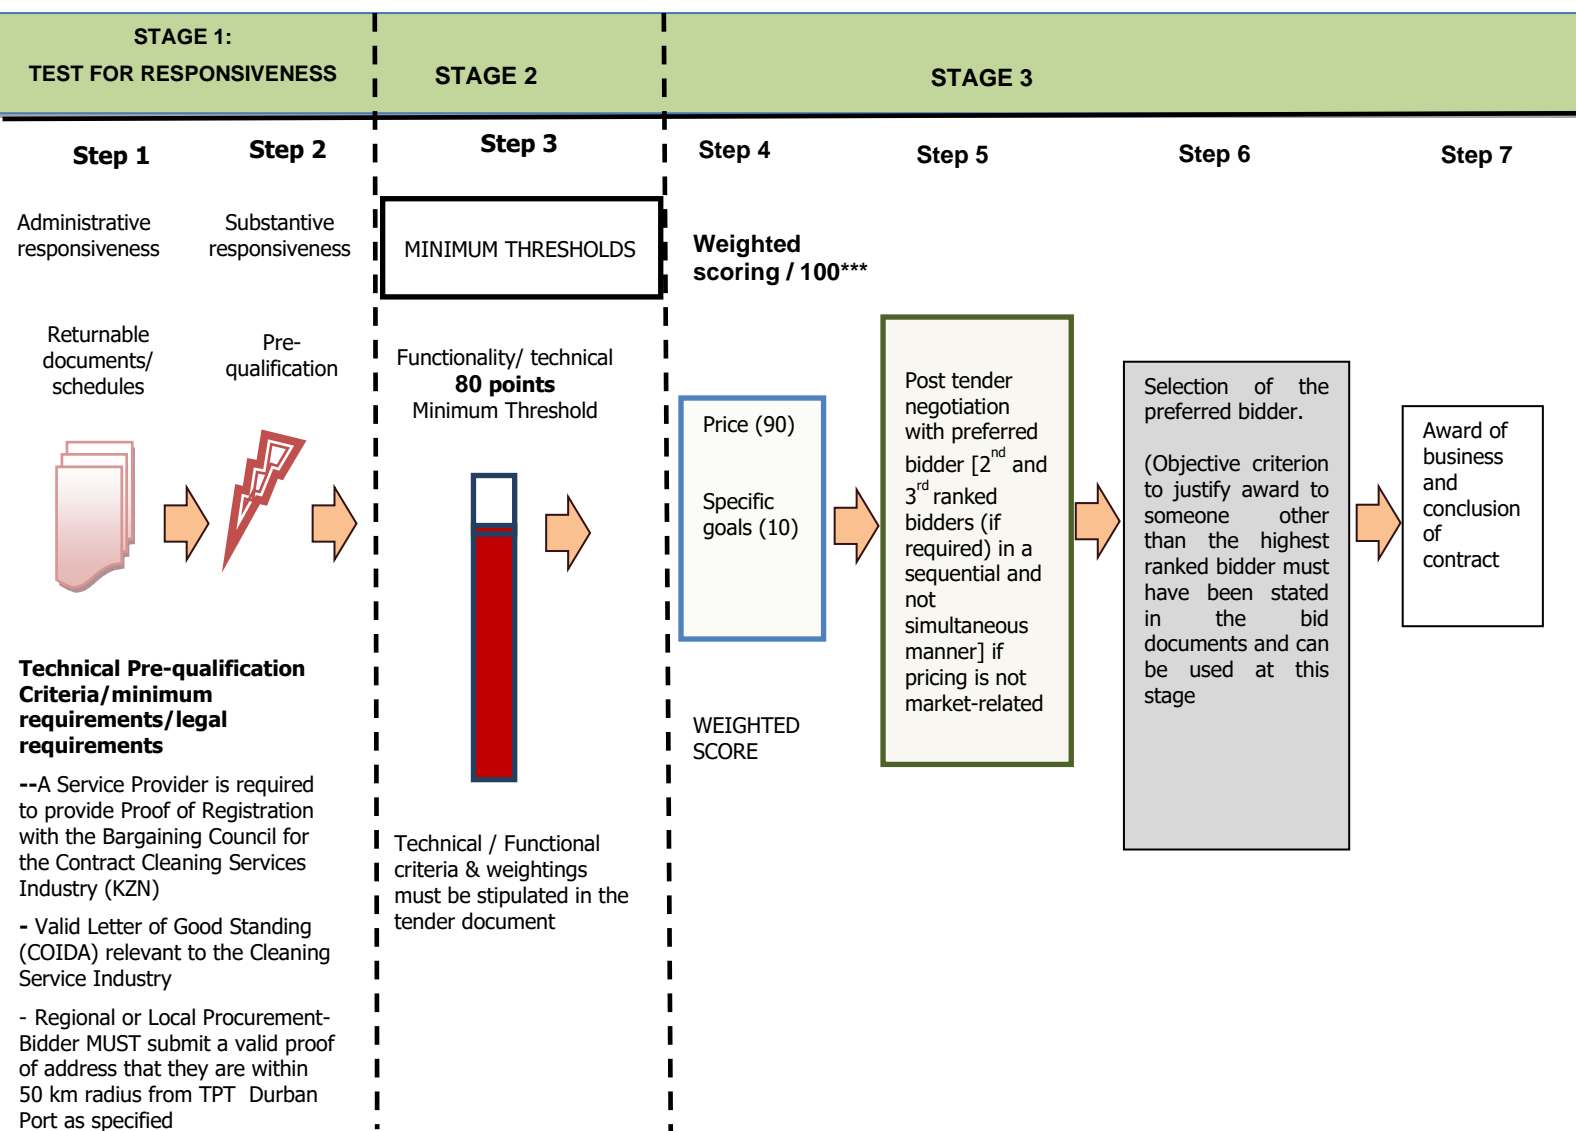 STAGE 1:
TEST FOR RESPONSIVENESS
STAGE 2
STAGE 3
Step 1
Step 2
Step 3
Step 4
Step 5
Step 6
Step 7
Administrative
responsiveness
Substantive
responsiveness
MINIMUM THRESHOLDS
Weighted
scoring / 100***
Returnable
documents/
schedules
Pre-
qualification
Functionality/ technical
80 points
Minimum Threshold
Price (90)
Specific
goals (10)
WEIGHTED
SCORE
Post tender
negotiation
with preferred
bidder [2nd and
3rd ranked
bidders (if
required) in a
sequential and
not
simultaneous
manner] if
pricing is not
market-related
Selection of the
preferred bidder.
(Objective criterion
to justify award to
someone other
than the highest
ranked bidder must
have been stated
in the bid
documents and can
be used at this
stage
Award of
business
and
conclusion
of
contract
Technical Pre-qualification
Criteria/minimum
requirements/legal
requirements
--A Service Provider is required
to provide Proof of Registration
with the Bargaining Council for
the Contract Cleaning Services
Industry (KZN)
- Valid Letter of Good Standing
(COIDA) relevant to the Cleaning
Service Industry
- Regional or Local Procurement-
Bidder MUST submit a valid proof
of address that they are within
50 km radius from TPT Durban
Port as specified
Technical / Functional
criteria & weightings
must be stipulated in the
tender document